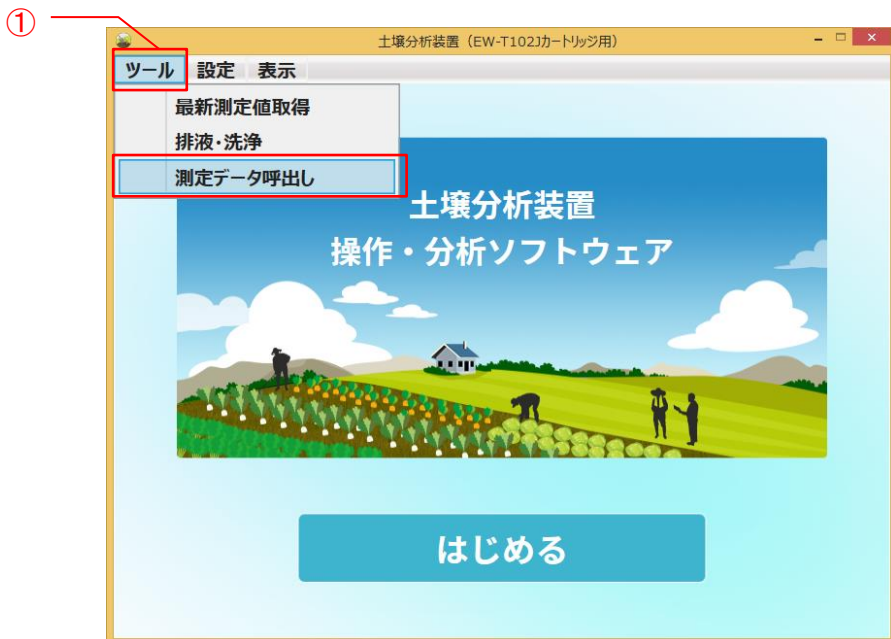 ①
土壌分析装置（EW-T102Jカートリッジ用）
ツール 設定 表示
最新測定値取得
排液・洗浄
測定データ呼出し
土壌分析装置
操作・分析ソフトウェア
はじめる